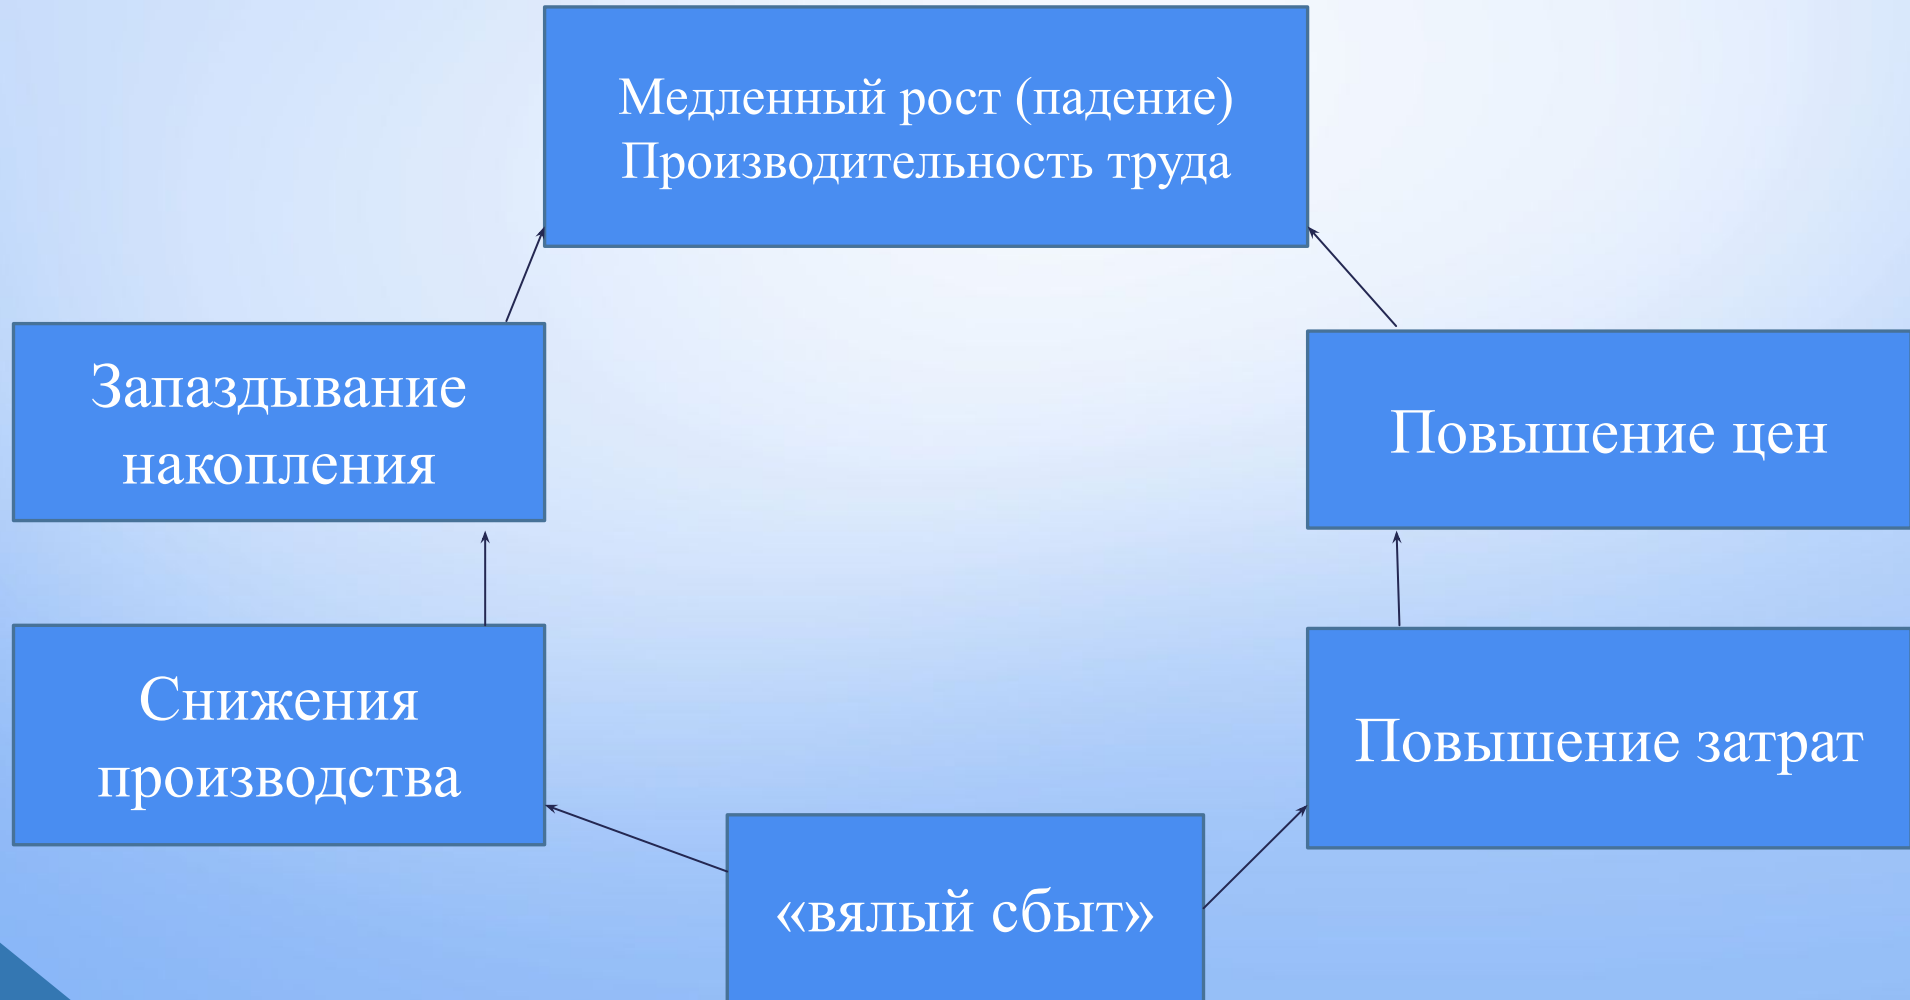 Медленный рост (падение)
Производительность труда
Запаздывание
накопления
Повышение цен
Снижения
производства
Повышение затрат
«вялый сбыт»